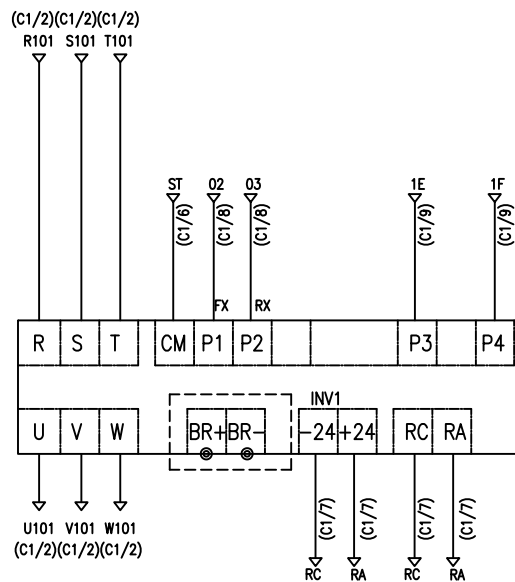 (C1/2)(C1/2)(C1/2)
R101 S101 T101
ST 02 03 1E 1F
(C1/6) (C1/8) (C1/8) (C1/9) (C1/9)
FX RX
R S T CM P1 P2 P3 P4
INV1
U V W BR+ BR- -24 +24 RC RA
U101 V101 W101
(C1/2)(C1/2)(C1/2)
(C1/7) (C1/7) (C1/7) (C1/7)
RC RA RC RA